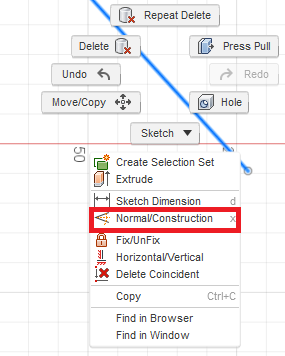 Repeat Delete
Delete
Press Pull
Undo
Redo
Move/Copy
Hole
Sketch
50
Create Selection Set
Extrude
Sketch Dimension d
Normal/Construction x
Fix/UnFix
Horizontal/Vertical
Delete Coincident
Copy Ctrl+C
Find in Browser
Find in Window